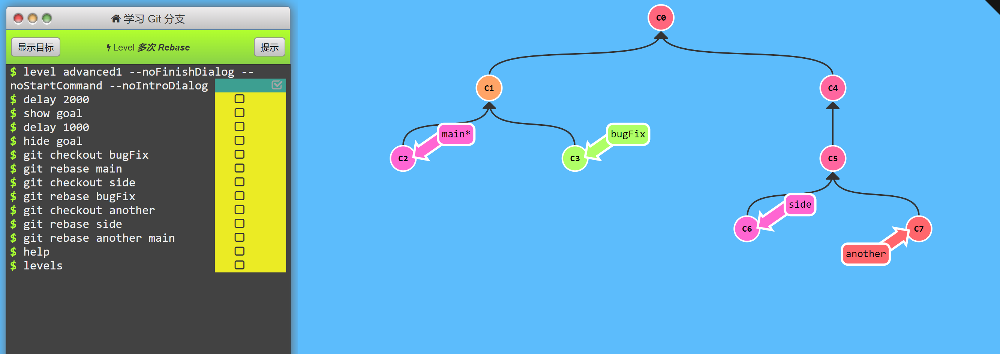 学习 Git 分支
显示目标
Level 多次 Rebase
提示
$ level advanced1 --noFinishDialog --
noStartCommand --noIntroDialog
$ delay 2000
$ show goal
$ delay 1000
$ hide goal
$ git checkout bugFix
$ git rebase main
$ git checkout side
$ git rebase bugFix
$ git checkout another
$ git rebase side
$ git rebase another main
$ help
$ levels
C0
C1
C4
main*
bugFix
C2
C3
C5
side
C6
C7
another